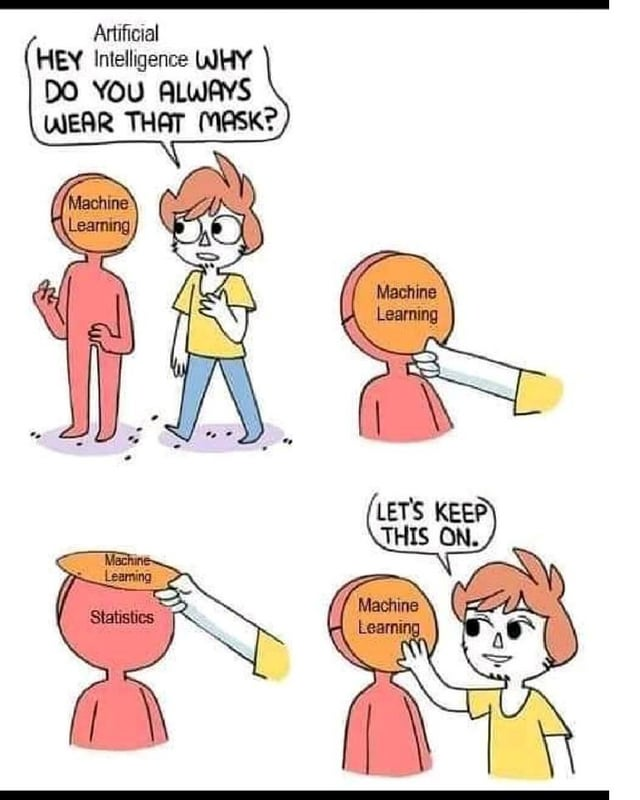 Artificial
HEY Intelligence WHY
DO YOU ALWAYS
WEAR THAT MASK?
Machine
Learning
Machine
Learning
Machine
Learning
Statistics
LET'S KEEP
THIS ON.
Machine
Learning